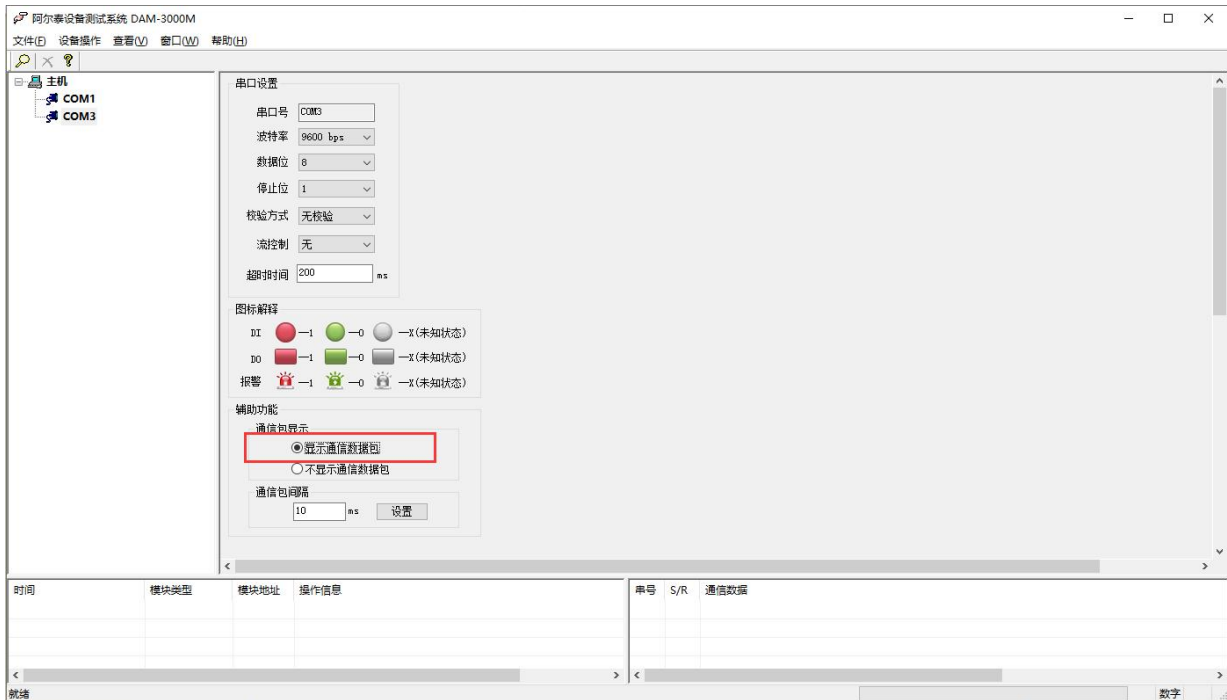 阿尔泰设备测试系统 DAM-3000M
文件(F) 设备操作 查看(V) 窗口(W) 帮助(H)
主机
COM1
COM3
串口设置
串口号 COM3
波特率 9600 bps
数据位 8
停止位 1
校验方式 无校验
流控制 无
超时时间 200 ms
图标解释
DI —1 —0 —X(未知状态)
DO —1 —0 —X(未知状态)
报警 —1 —0 —X(未知状态)
辅助功能
通信包显示
显示通信数据包
不显示通信数据包
通信包间隔
10 ms 设置
时间 模块类型 模块地址 操作信息 串号 S/R 通信数据
就绪 数字